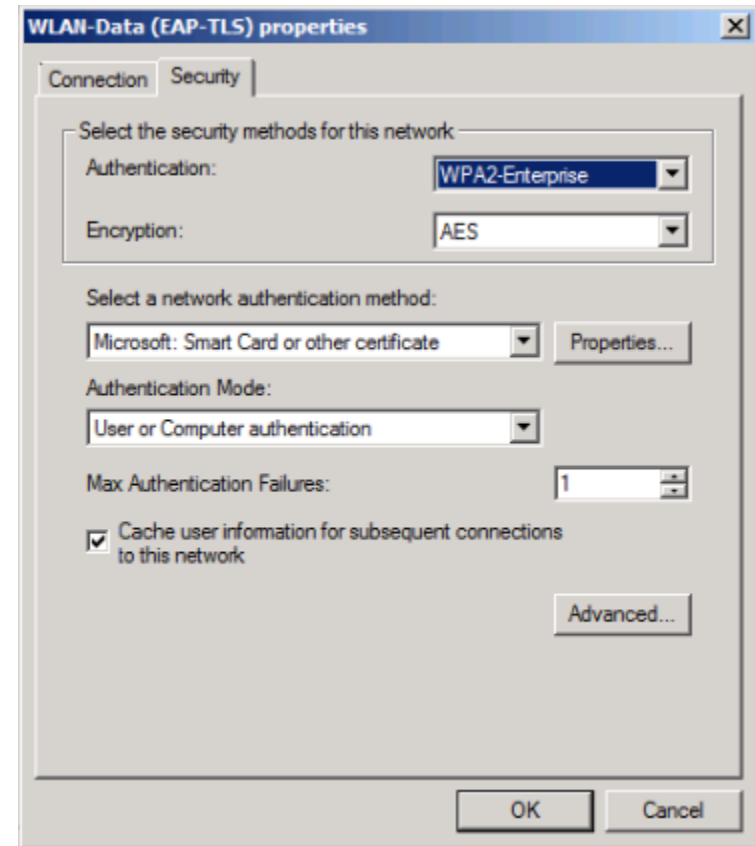 WLAN-Data (EAP-TLS) properties
Connection Security
Select the security methods for this network
Authentication: WPA2-Enterprise
Encryption: AES
Select a network authentication method:
Microsoft: Smart Card or other certificate Properties...
Authentication Mode:
User or Computer authentication
Max Authentication Failures: 1
Cache user information for subsequent connections
to this network
Advanced...
OK Cancel